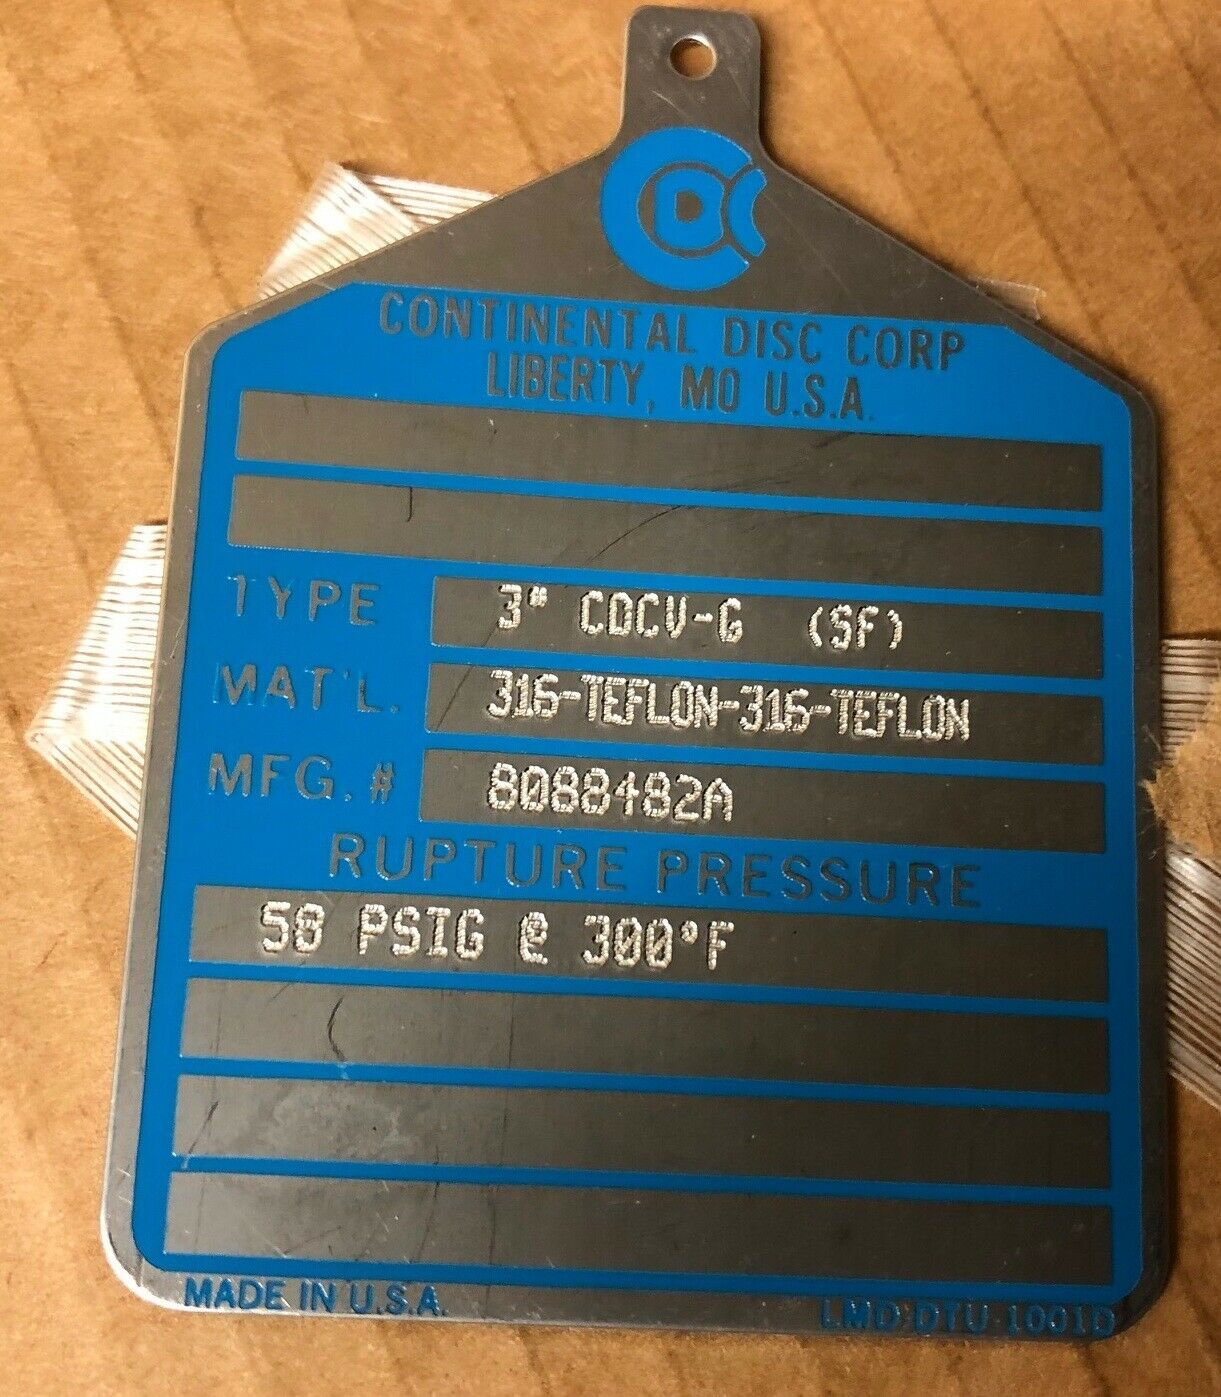 CDC
CONTINENTAL DISC CORP
LIBERTY, MO U.S.A.
TYPE 3" CDCV-G (SF)
MAT'L. 316-TEFLON-316-TEFLON
MFG. # 8088482A
RUPTURE PRESSURE
58 PSIG @ 300°F
MADE IN U.S.A. LMD DTU 1001D